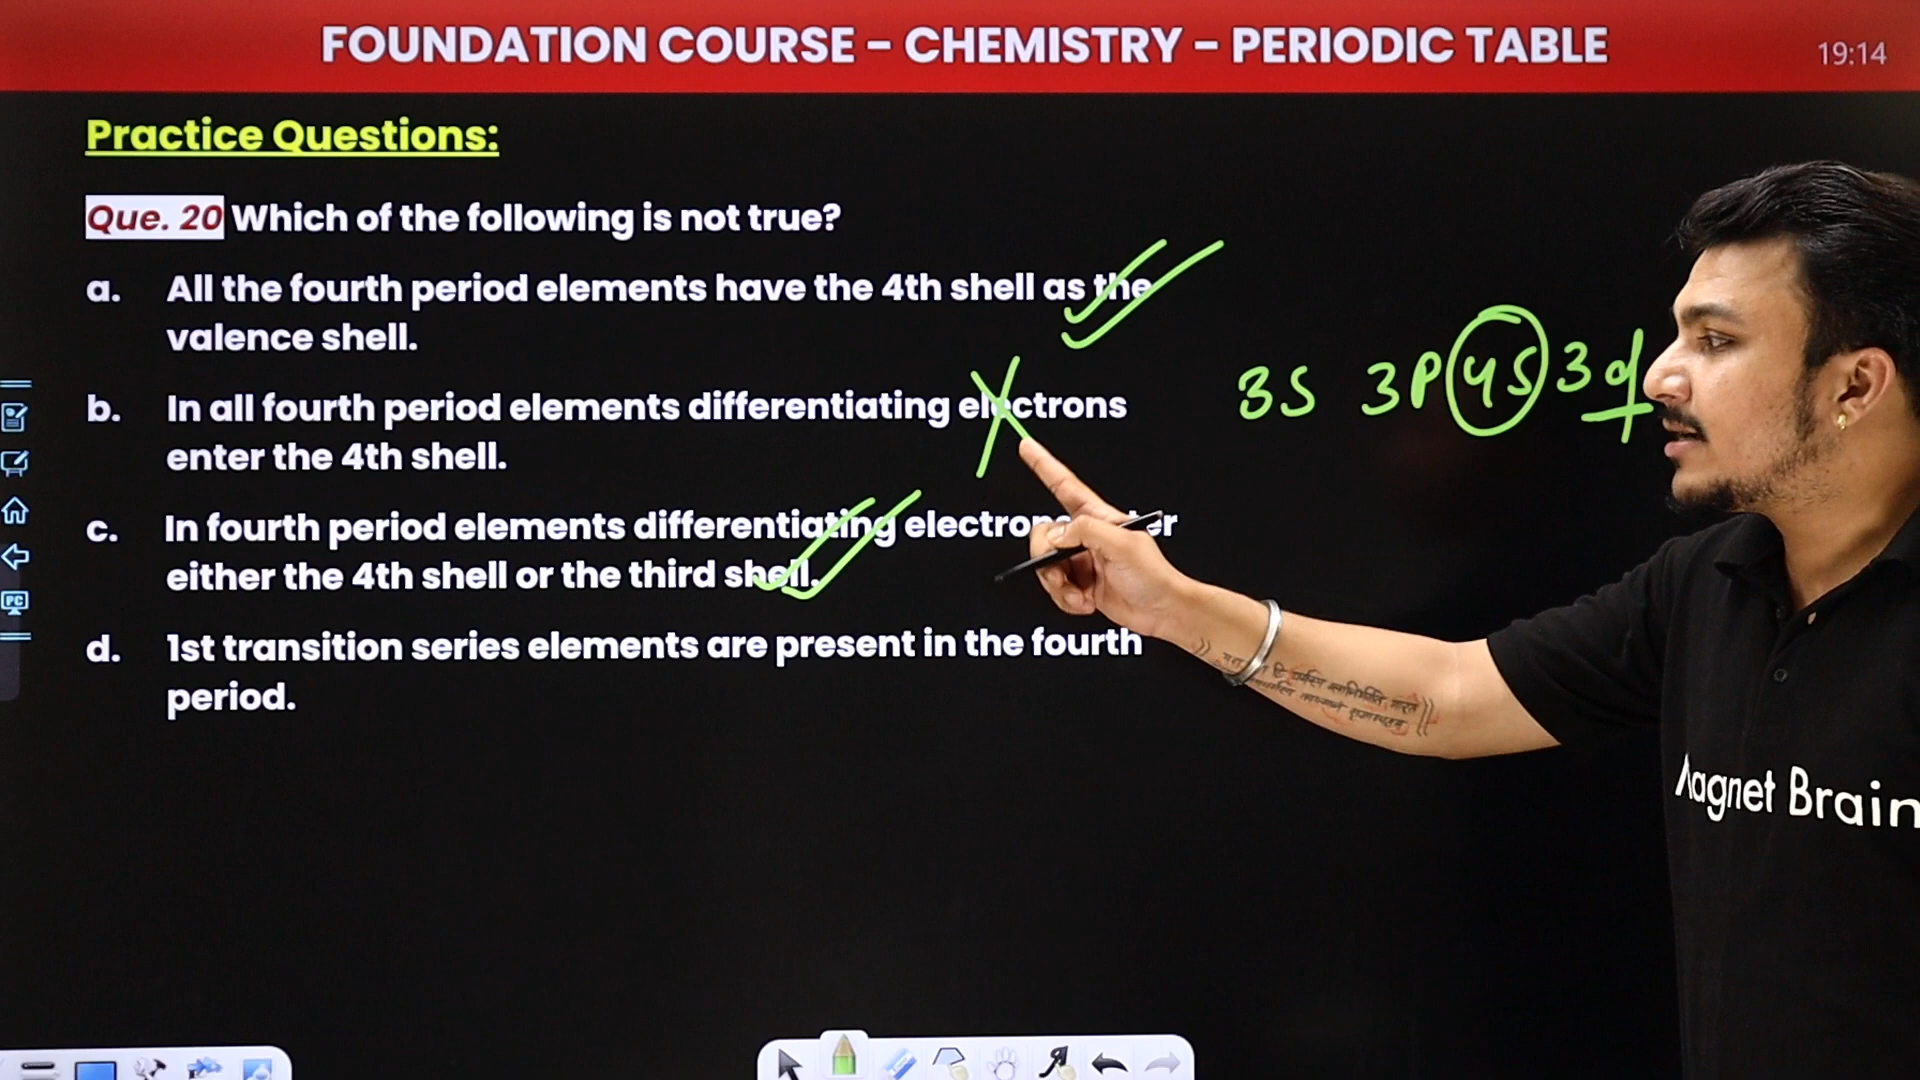 FOUNDATION COURSE - CHEMISTRY - PERIODIC TABLE
19:14
Practice Questions:
Que. 20 Which of the following is not true?
a. All the fourth period elements have the 4th shell as the
valence shell.
3S 3P 4S 3d
b. In all fourth period elements differentiating electrons
enter the 4th shell.
c. In fourth period elements differentiating
either the 4th shell or the third shell.
d. 1st transition series elements are present in the fourth
period.
PC